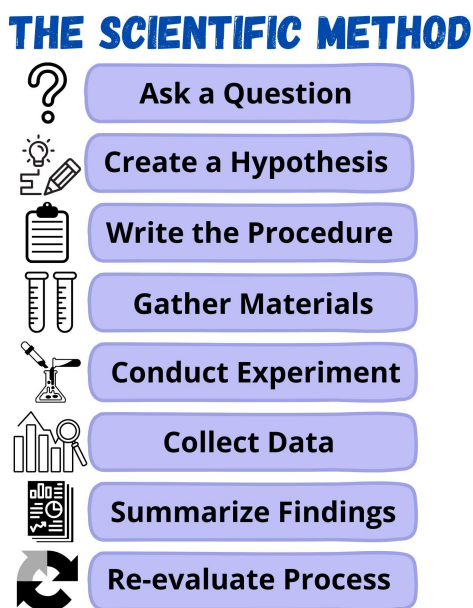 THE SCIENTIFIC METHOD
Ask a Question
Create a Hypothesis
Write the Procedure
Gather Materials
Conduct Experiment
Collect Data
Summarize Findings
Re-evaluate Process